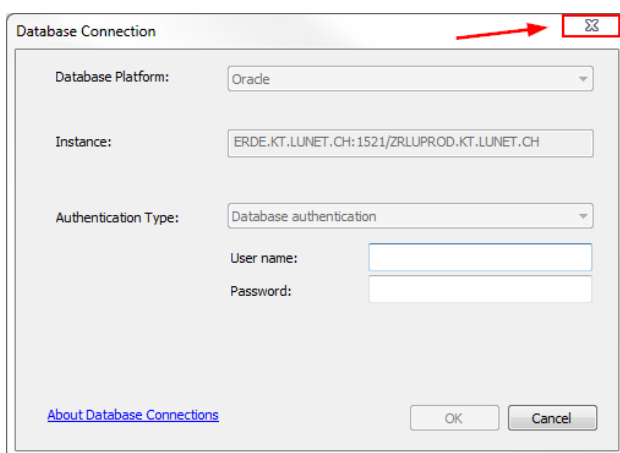 Database Connection
Database Platform:
Oracle
Instance:
ERDE.KT.LUNET.CH:1521/ZRLUPROD.KT.LUNET.CH
Authentication Type:
Database authentication
User name:
Password:
About Database Connections
OK
Cancel